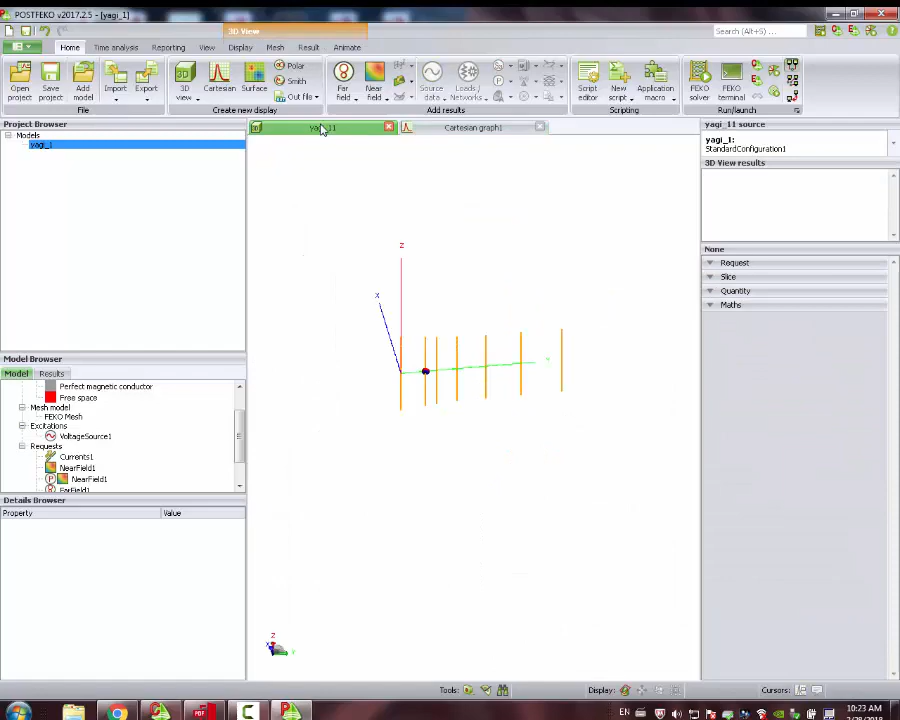 POSTFEKO v2017.2.5 - [yagi_1]
3D View
Search (Alt+S) ...
Home Time analysis Reporting View Display Mesh Result Animate
Open project
Save project
Add model
Import
Export
3D view
Cartesian
Surface
Polar
Smith
Out file
Far field
Near field
Source data
Loads / Networks
Script editor
New script
Application macro
FEKO solver
FEKO terminal
File
Create new display
Add results
Scripting
Run/launch
Project Browser
Models
yagi_1
yagi_11
Cartesian graph1
yagi_11 source
yagi_1:
StandardConfiguration1
3D View results
None
Request
Slice
Quantity
Maths
Z
X
Model Browser
Model Results
Perfect magnetic conductor
Free space
Mesh model
FEKO Mesh
Excitations
VoltageSource1
Requests
Currents1
NearField1
NearField1
FarField1
Details Browser
Property Value
Z
X
Y
Tools:
Display:
Cursors:
EN
10:23 AM